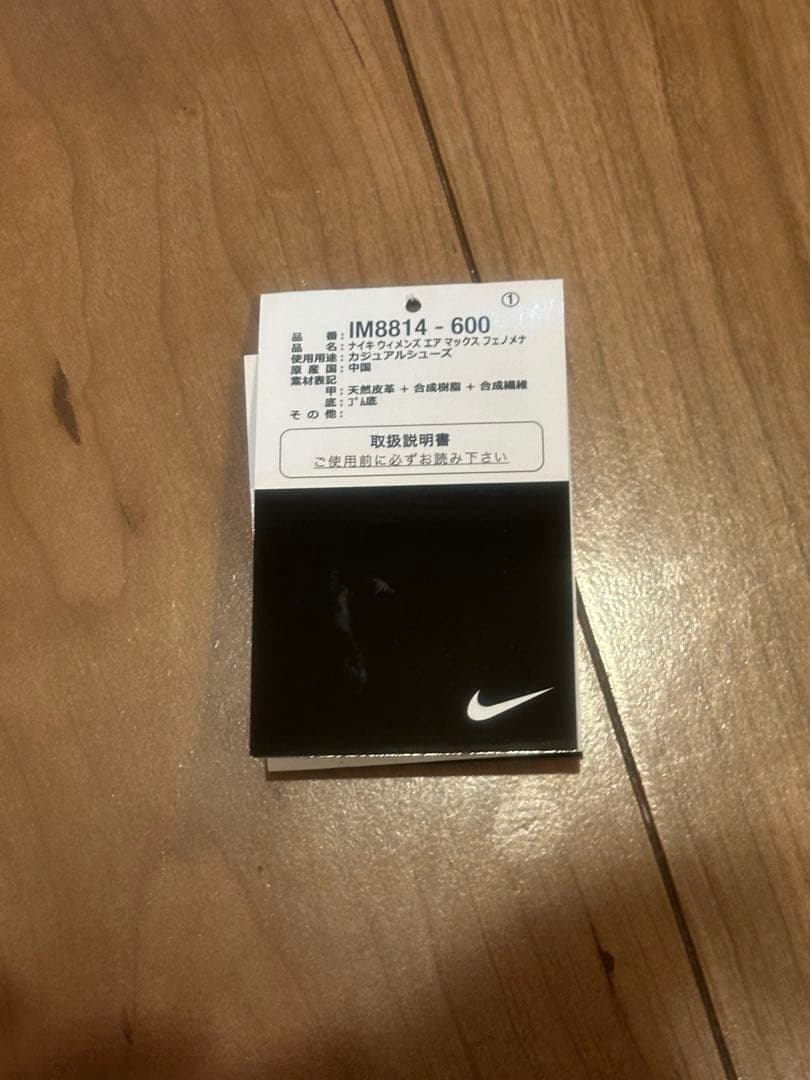 ①
品番：IM8814 - 600
品名：ナイキ ウィメンズ エア マックス フェノメナ
使用用途：カジュアルシューズ
原産国：中国
素材表記
甲：天然皮革 + 合成樹脂 + 合成繊維
底：ゴム底
その他：
取扱説明書
ご使用前に必ずお読み下さい